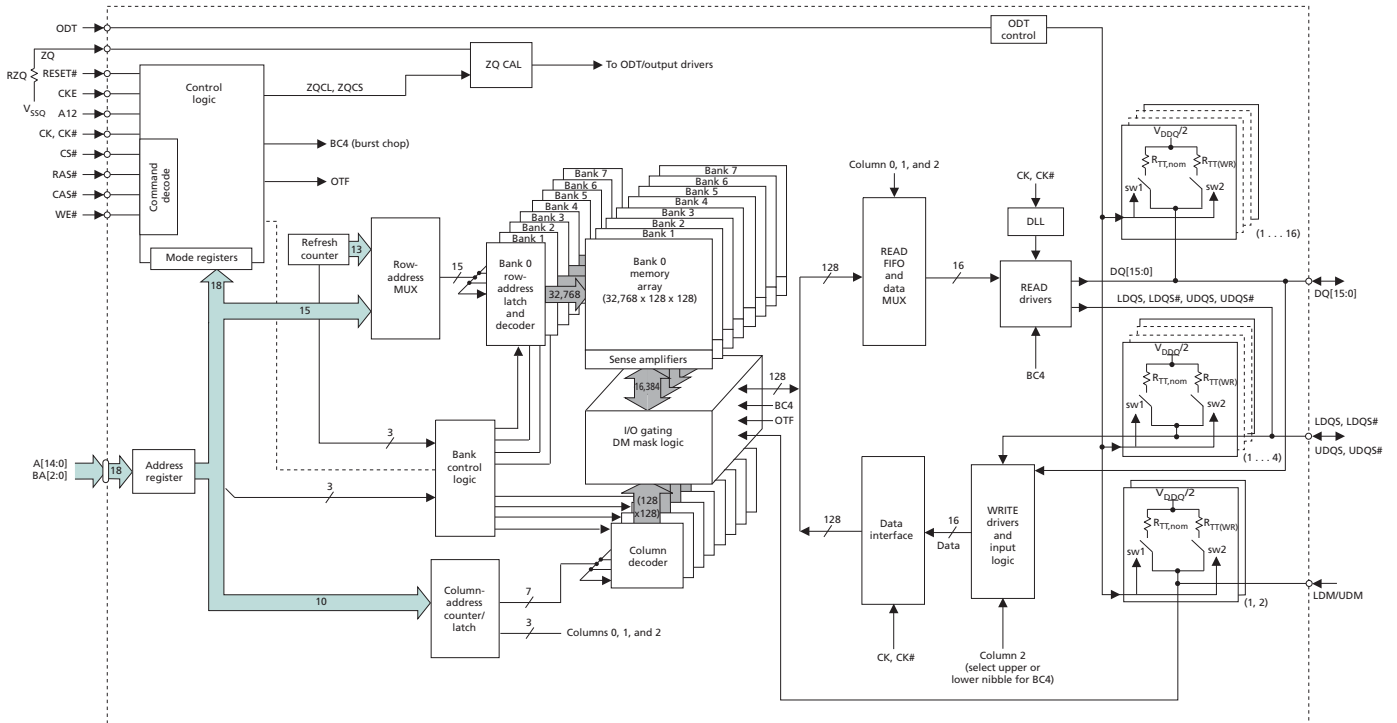 ODT
ODT
control
ZQ
RZQ
VSSQ
RESET#
CKE
A12
CK, CK#
CS#
RAS#
CAS#
WE#
Control
logic
Command
decode
Mode registers
ZQCL, ZQCS
ZQ CAL
To ODT/output drivers
BC4 (burst chop)
OTF
18
15
Refresh
counter
13
Row-
address
MUX
15
Bank 7
Bank 6
Bank 5
Bank 4
Bank 3
Bank 2
Bank 1
Bank 0
row-
address
latch
and
decoder
32,768
Bank 7
Bank 6
Bank 5
Bank 4
Bank 3
Bank 2
Bank 1
Bank 0
memory
array
(32,768 x 128 x 128)
Sense amplifiers
16,384
I/O gating
DM mask logic
128
BC4
OTF
(128
x128)
Column
decoder
3
Bank
control
logic
3
A[14:0]
BA[2:0]
18
Address
register
10
Column-
address
counter/
latch
7
3
Columns 0, 1, and 2
Column 0, 1, and 2
128
READ
FIFO
and
data
MUX
16
CK, CK#
DLL
READ
drivers
BC4
DQ[15:0]
LDQS, LDQS#, UDQS, UDQS#
128
Data
interface
CK, CK#
16
Data
WRITE
drivers
and
input
logic
Column 2
(select upper or
lower nibble for BC4)
VDDQ/2
RTT,nom
RTT(WR)
sw1
sw2
(1 . . . 16)
DQ[15:0]
VDDQ/2
RTT,nom
RTT(WR)
sw1
sw2
(1 . . . 4)
LDQS, LDQS#
UDQS, UDQS#
VDDQ/2
RTT,nom
RTT(WR)
sw1
sw2
(1, 2)
LDM/UDM